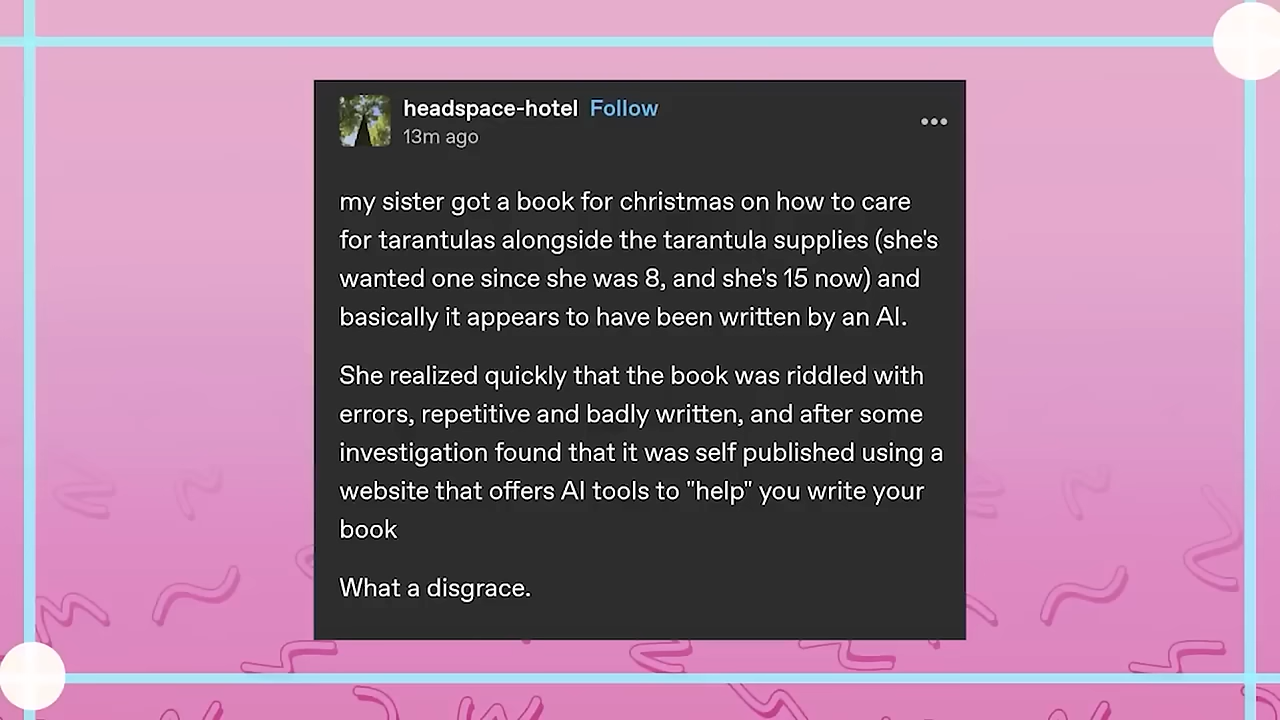 headspace-hotel Follow
13m ago
my sister got a book for christmas on how to care
for tarantulas alongside the tarantula supplies (she's
wanted one since she was 8, and she's 15 now) and
basically it appears to have been written by an AI.
She realized quickly that the book was riddled with
errors, repetitive and badly written, and after some
investigation found that it was self published using a
website that offers AI tools to "help" you write your
book
What a disgrace.